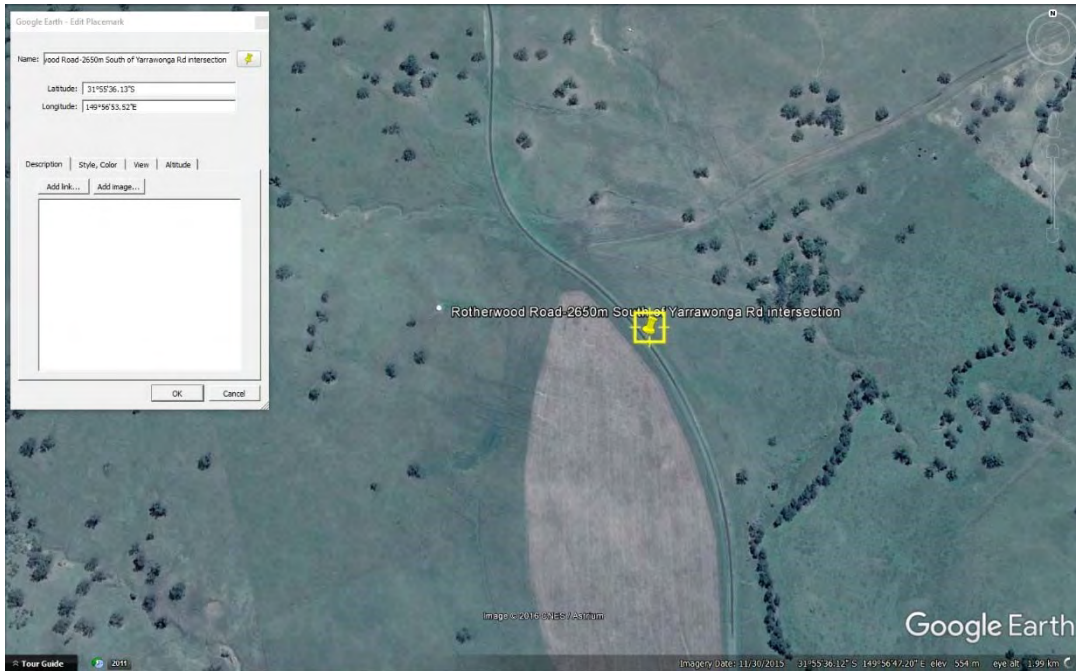 Google Earth - Edit Placemark
Name: wood Road-2650m South of Yarrawonga Rd intersection
Latitude: 31°55'36.13"S
Longitude: 149°56'53.52"E
Description Style, Color View Altitude
Add link... Add image...
OK Cancel
N
Rotherwood Road-2650m South of Yarrawonga Rd intersection
Image © 2016 CNES / Astrium
Google Earth
Tour Guide 2011 Imagery Date: 11/30/2015 31°55'36.12" S 149°56'47.20" E elev 554 m eye alt 1.99 km